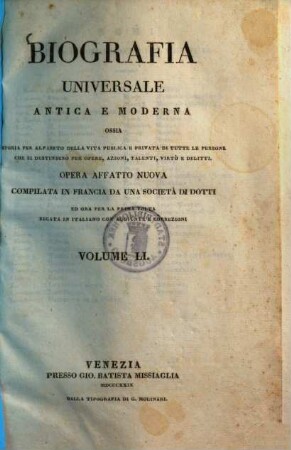 BIOGRAFIA
UNIVERSALE
ANTICA E MODERNA
OSSIA
STORIA PER ALFABETO DELLA VITA PUBLICA E PRIVATA DI TUTTE LE PERSONE
CHE SI DISTINSERO PER OPERE, AZIONI, TALENTI, VIRTÙ E DELITTI.
OPERA AFFATTO NUOVA
COMPILATA IN FRANCIA DA UNA SOCIETÀ DI DOTTI
ED ORA PER LA PRIMA VOLTA
RECATA IN ITALIANO CON AGGIUNTE E CORREZIONI
VOLUME LI.
VENEZIA
PRESSO GIO. BATISTA MISSIAGLIA
MDCCCXXIX
DALLA TIPOGRAFIA DI G. MOLINARI.